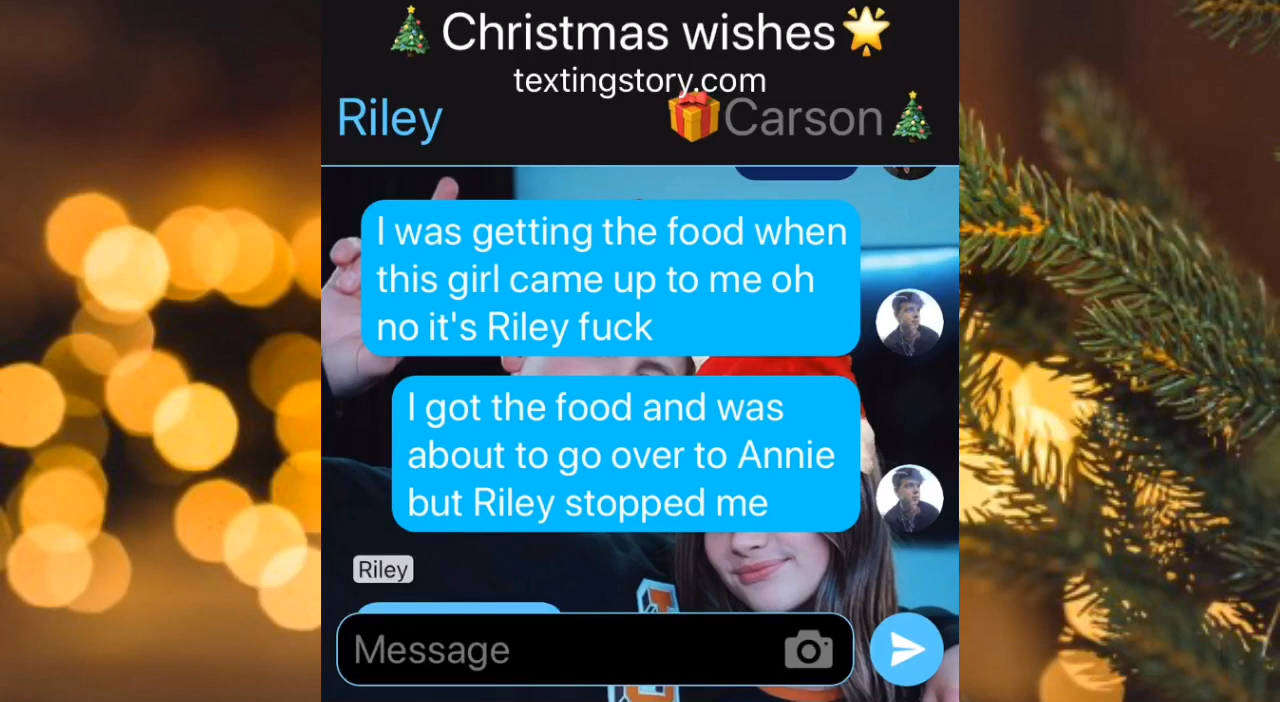 🎄Christmas wishes🌟
textingstory.com
Riley
🎁Carson🎄
I was getting the food when
this girl came up to me oh
no it's Riley fuck
I got the food and was
about to go over to Annie
but Riley stopped me
Riley
Message